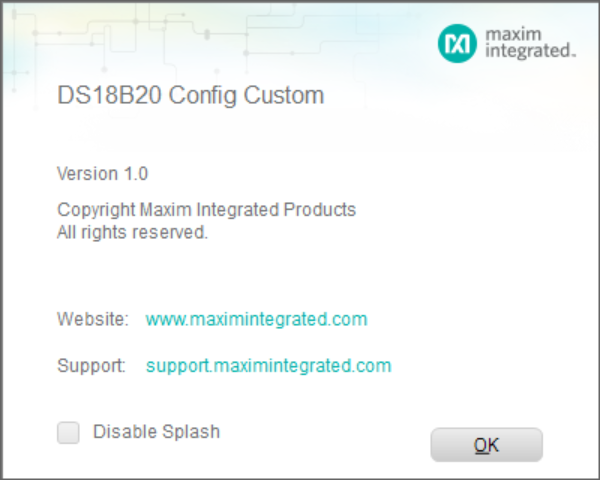 maxim
integrated™
DS18B20 Config Custom
Version 1.0
Copyright Maxim Integrated Products
All rights reserved.
Website: www.maximintegrated.com
Support: support.maximintegrated.com
Disable Splash
OK